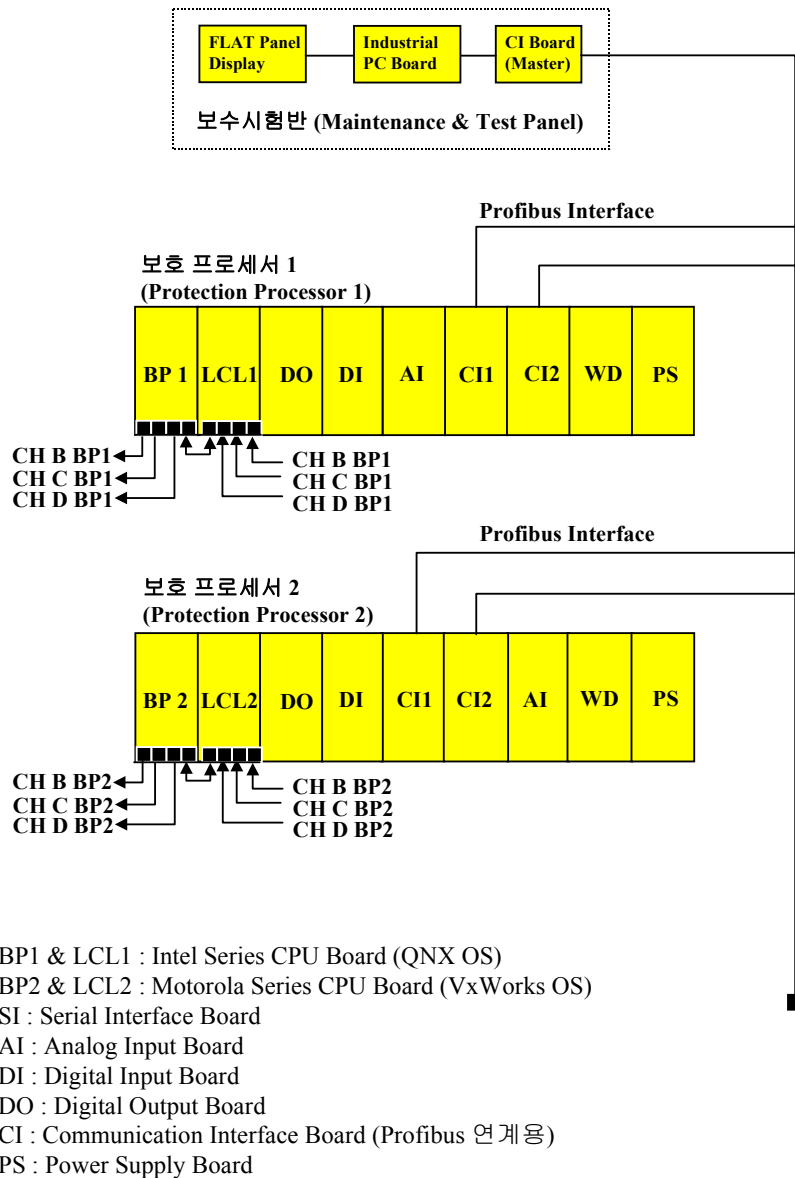 FLAT Panel
Display
Industrial
PC Board
CI Board
(Master)
보수시험반 (Maintenance & Test Panel)
Profibus Interface
보호 프로세서 1
(Protection Processor 1)
BP 1 LCL1 DO DI AI CI1 CI2 WD PS
CH B BP1
CH C BP1
CH D BP1
CH B BP1
CH C BP1
CH D BP1
Profibus Interface
보호 프로세서 2
(Protection Processor 2)
BP 2 LCL2 DO DI CI1 CI2 AI WD PS
CH B BP2
CH C BP2
CH D BP2
CH B BP2
CH C BP2
CH D BP2
BP1 & LCL1 : Intel Series CPU Board (QNX OS)
BP2 & LCL2 : Motorola Series CPU Board (VxWorks OS)
SI : Serial Interface Board
AI : Analog Input Board
DI : Digital Input Board
DO : Digital Output Board
CI : Communication Interface Board (Profibus 연계용)
PS : Power Supply Board